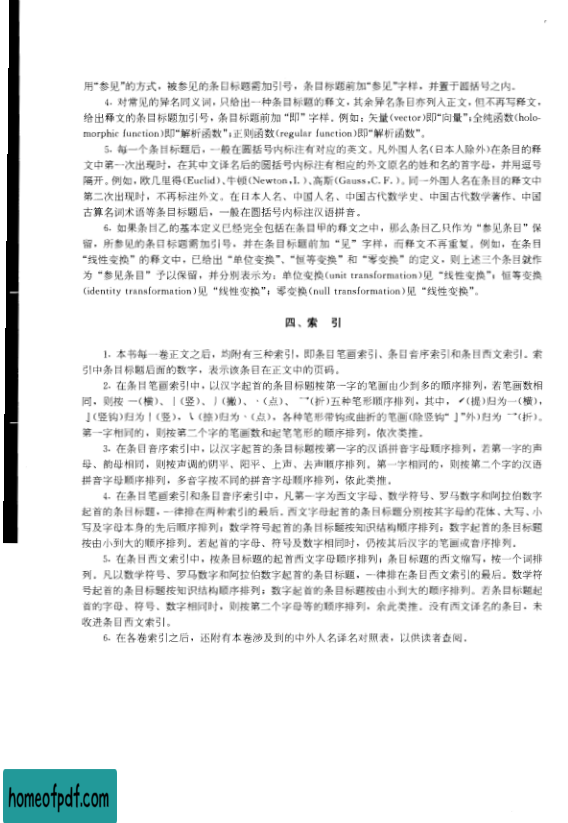 用“参见”的方式，被参见的条目标题需加引号，条目标题前加“参见”字样，并置于圆括号之内。
4. 对常见的异名同义词，只给出一种条目标题的释文，其余异名条目亦列入正文，但不再写释文，
给出释文的条目标题加引号，条目标题前加“即”字样。例如：矢量(vector)即“向量”；全纯函数(holo-
morphic function)即“解析函数”；正则函数(regular function)即“解析函数”。
5. 每一个条目标题后，一般在圆括号内标注有对应的英文。凡外国人名(日本人除外)在条目的释
文中第一次出现时，在其中文译名后的圆括号内标注有相应的外文原名的姓和名的首字母，并用逗号
隔开。例如，欧几里得(Euclid)、牛顿(Newton,I.)、高斯(Gauss,C.F.)。同一外国人名在条目的释文中
第二次出现时，不再标注外文。在日本人名、中国人名、中国古代数学史、中国古代数学著作、中国
古算名词术语等条目标题后，一般在圆括号内标注汉语拼音。
6. 如果条目乙的基本定义已经完全包括在条目甲的释文之中，那么条目乙只作为“参见条目”保
留，所参见的条目标题需加引号，并在条目标题前加“见”字样，而释文不再重复。例如，在条目
“线性变换”的释文中，已给出“单位变换”、“恒等变换”和“零变换”的定义，则上述三个条目就作
为“参见条目”予以保留，并分别表示为：单位变换(unit transformation)见“线性变换”；恒等变换
(identity transformation)见“线性变换”；零变换(null transformation)见“线性变换”。
四、索 引
1. 本书每一卷正文之后，均附有三种索引，即条目笔画索引、条目音序索引和条目西文索引。索
引中条目标题后面的数字，表示该条目在正文中的页码。
2. 在条目笔画索引中，以汉字起首的条目标题按第一字的笔画由少到多的顺序排列，若笔画数相
同，则按 一(横)、丨(竖)、丿(撇)、丶(点)、乛(折)五种笔形顺序排列，其中，㇀(提)归为一(横)，
亅(竖钩)归为丨(竖)，㇏(捺)归为丶(点)，各种笔形带钩或曲折的笔画(除竖钩“亅”外)归为 乛(折)。
第一字相同的，则按第二个字的笔画数和起笔笔形的顺序排列，依次类推。
3. 在条目音序索引中，以汉字起首的条目标题按第一字的汉语拼音字母顺序排列，若第一字的声
母、韵母相同，则按声调的阴平、阳平、上声、去声顺序排列。第一字相同的，则按第二个字的汉语
拼音字母顺序排列，多音字按不同的拼音字母顺序排列，依此类推。
4. 在条目笔画索引和条目音序索引中，凡第一字为西文字母、数学符号、罗马数字和阿拉伯数字
起首的条目标题，一律排在两种索引的最后。西文字母起首的条目标题分别按其字母的花体、大写、小
写及字母本身的先后顺序排列；数学符号起首的条目标题按知识结构顺序排列；数字起首的条目标题
按由小到大的顺序排列。若起首的字母、符号及数字相同时，仍按其后汉字的笔画或音序排列。
5. 在条目西文索引中，按条目标题的起首西文字母顺序排列；条目标题的西文缩写，按一个词排
列。凡以数学符号、罗马数字和阿拉伯数字起首的条目标题，一律排在条目西文索引的最后。数学符
号起首的条目标题按知识结构顺序排列；数字起首的条目标题按由小到大的顺序排列。若条目标题起
首的字母、符号、数字相同时，则按第二个字母等的顺序排列，余此类推。没有西文译名的条目，未
收进条目西文索引。
6. 在各卷索引之后，还附有本卷涉及到的中外人名译名对照表，以供读者查阅。
homeofpdf.com